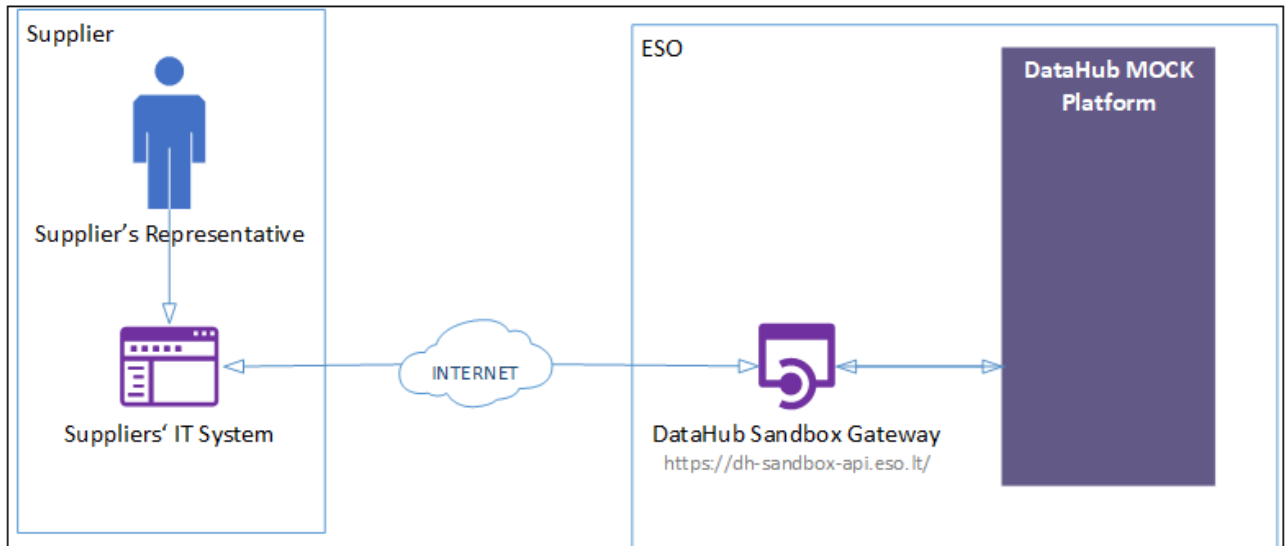 Supplier
ESO
DataHub MOCK
Platform
Supplier’s Representative
INTERNET
Suppliers‘ IT System
DataHub Sandbox Gateway
https://dh-sandbox-api.eso.lt/